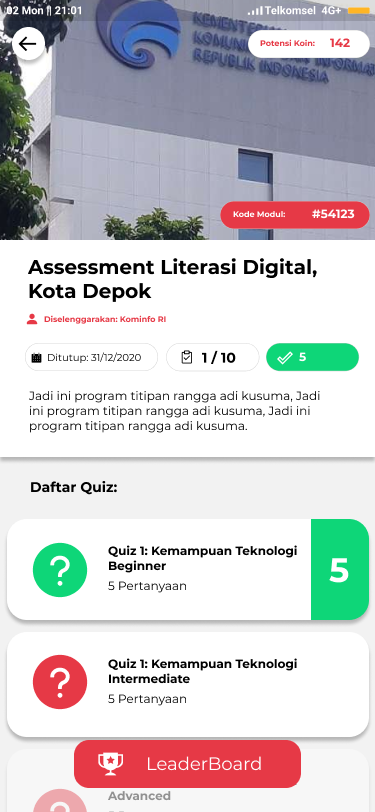 02 Mon 21:01
Telkomsel 4G+
KEMENTERIAN
KOMUNIKASI DAN INFORMATIKA
REPUBLIK INDONESIA
Potensi Koin: 142
Kode Modul: #54123
Assessment Literasi Digital,
Kota Depok
Diselenggarakan: Kominfo RI
Ditutup: 31/12/2020
1 / 10
5
Jadi ini program titipan rangga adi kusuma, Jadi
ini program titipan rangga adi kusuma, Jadi ini
program titipan rangga adi kusuma.
Daftar Quiz:
Quiz 1: Kemampuan Teknologi
Beginner
5 Pertanyaan
5
Quiz 1: Kemampuan Teknologi
Intermediate
5 Pertanyaan
LeaderBoard
Advanced